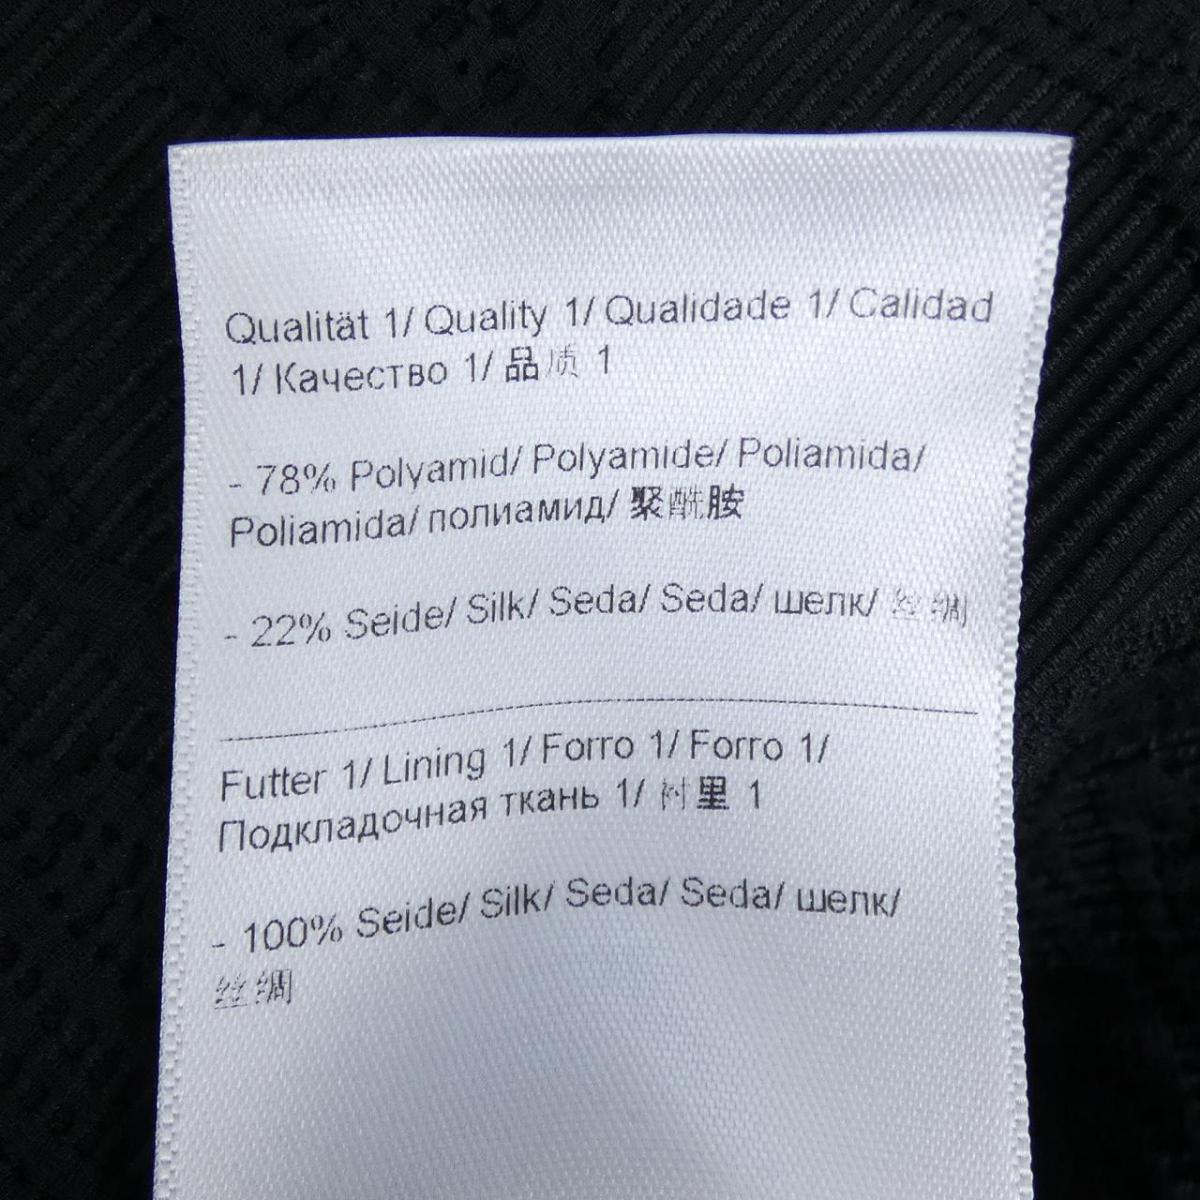 Qualität 1/ Quality 1/ Qualidade 1/ Calidad
1/ Качество 1/ 品质 1
- 78% Polyamid/ Polyamide/ Poliamida/
Poliamida/ полиамид/ 聚酰胺
- 22% Seide/ Silk/ Seda/ Seda/ шелк/ 丝绸
Futter 1/ Lining 1/ Forro 1/ Forro 1/
Подкладочная ткань 1/ 衬里 1
- 100% Seide/ Silk/ Seda/ Seda/ шелк/
丝绸